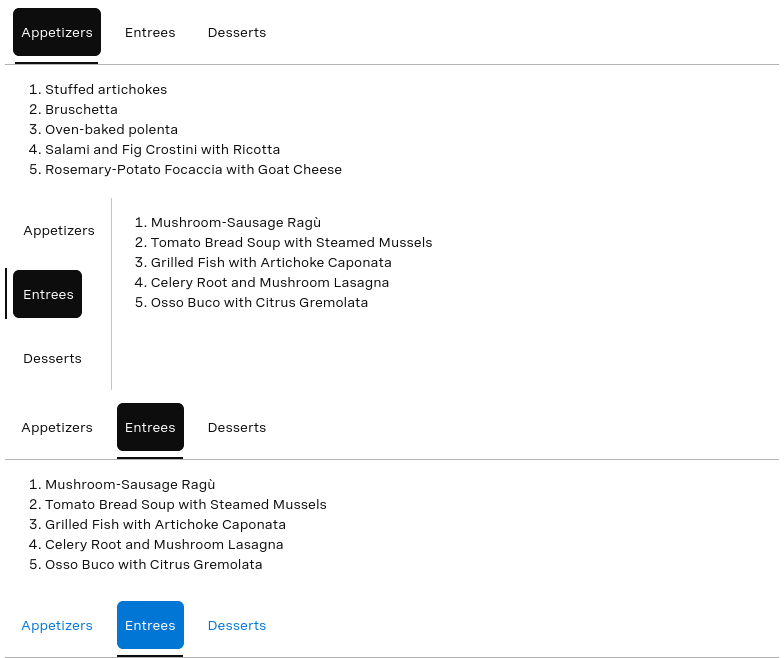 Appetizers Entrees Desserts
1. Stuffed artichokes
2. Bruschetta
3. Oven-baked polenta
4. Salami and Fig Crostini with Ricotta
5. Rosemary-Potato Focaccia with Goat Cheese
Appetizers
Entrees
Desserts
1. Mushroom-Sausage Ragù
2. Tomato Bread Soup with Steamed Mussels
3. Grilled Fish with Artichoke Caponata
4. Celery Root and Mushroom Lasagna
5. Osso Buco with Citrus Gremolata
Appetizers Entrees Desserts
1. Mushroom-Sausage Ragù
2. Tomato Bread Soup with Steamed Mussels
3. Grilled Fish with Artichoke Caponata
4. Celery Root and Mushroom Lasagna
5. Osso Buco with Citrus Gremolata
Appetizers Entrees Desserts